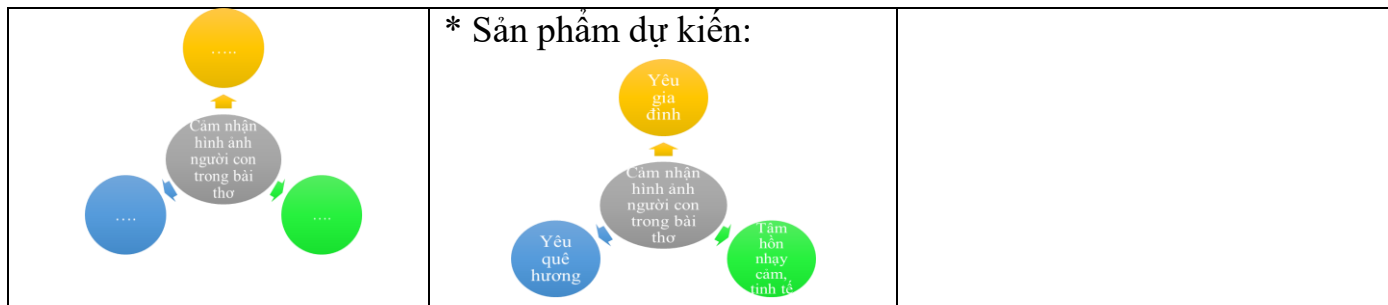 …..
Cảm nhận
hình ảnh
người con
trong bài
thơ
….
….
* Sản phẩm dự kiến:
Yêu
gia
đình
Cảm nhận
hình ảnh
người con
trong bài
thơ
Yêu
quê
hương
Tâm
hồn
nhạy
cảm,
tinh tế